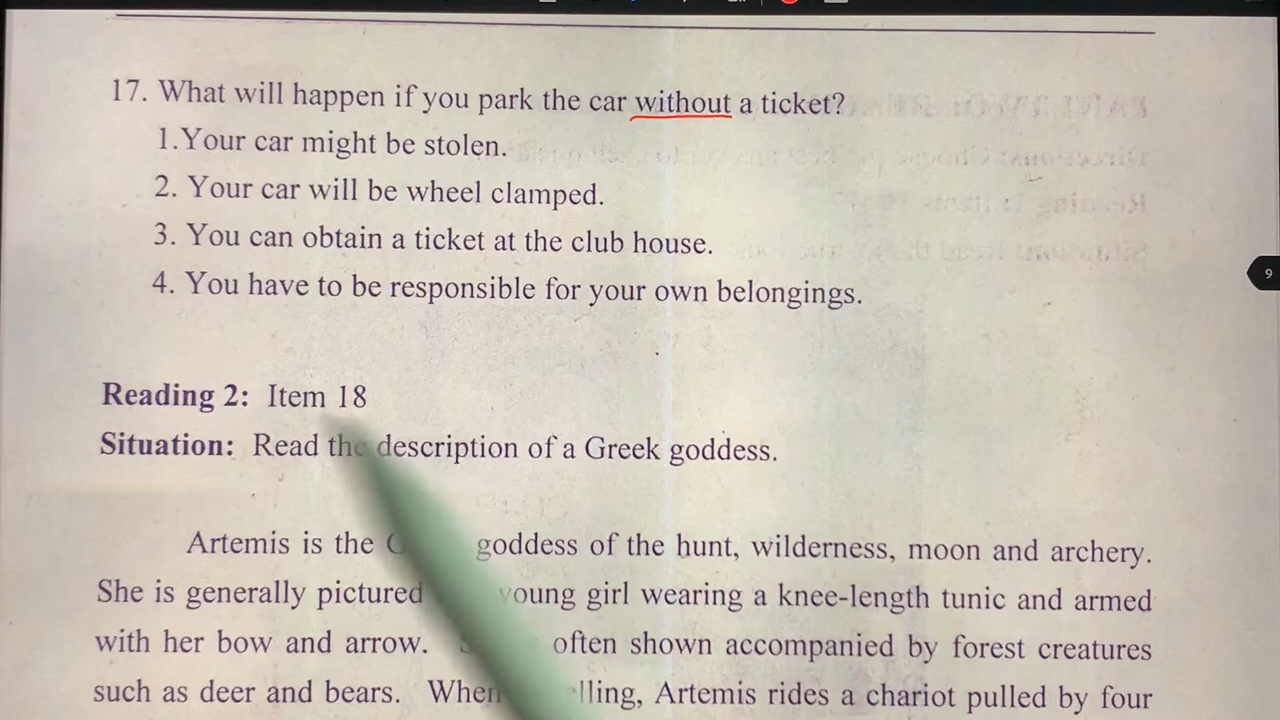 17. What will happen if you park the car without a ticket?
1.Your car might be stolen.
2. Your car will be wheel clamped.
3. You can obtain a ticket at the club house.
4. You have to be responsible for your own belongings.
9
Reading 2: Item 18
Situation: Read the description of a Greek goddess.
Artemis is the goddess of the hunt, wilderness, moon and archery.
She is generally pictured young girl wearing a knee-length tunic and armed
with her bow and arrow. often shown accompanied by forest creatures
such as deer and bears. Artemis rides a chariot pulled by four